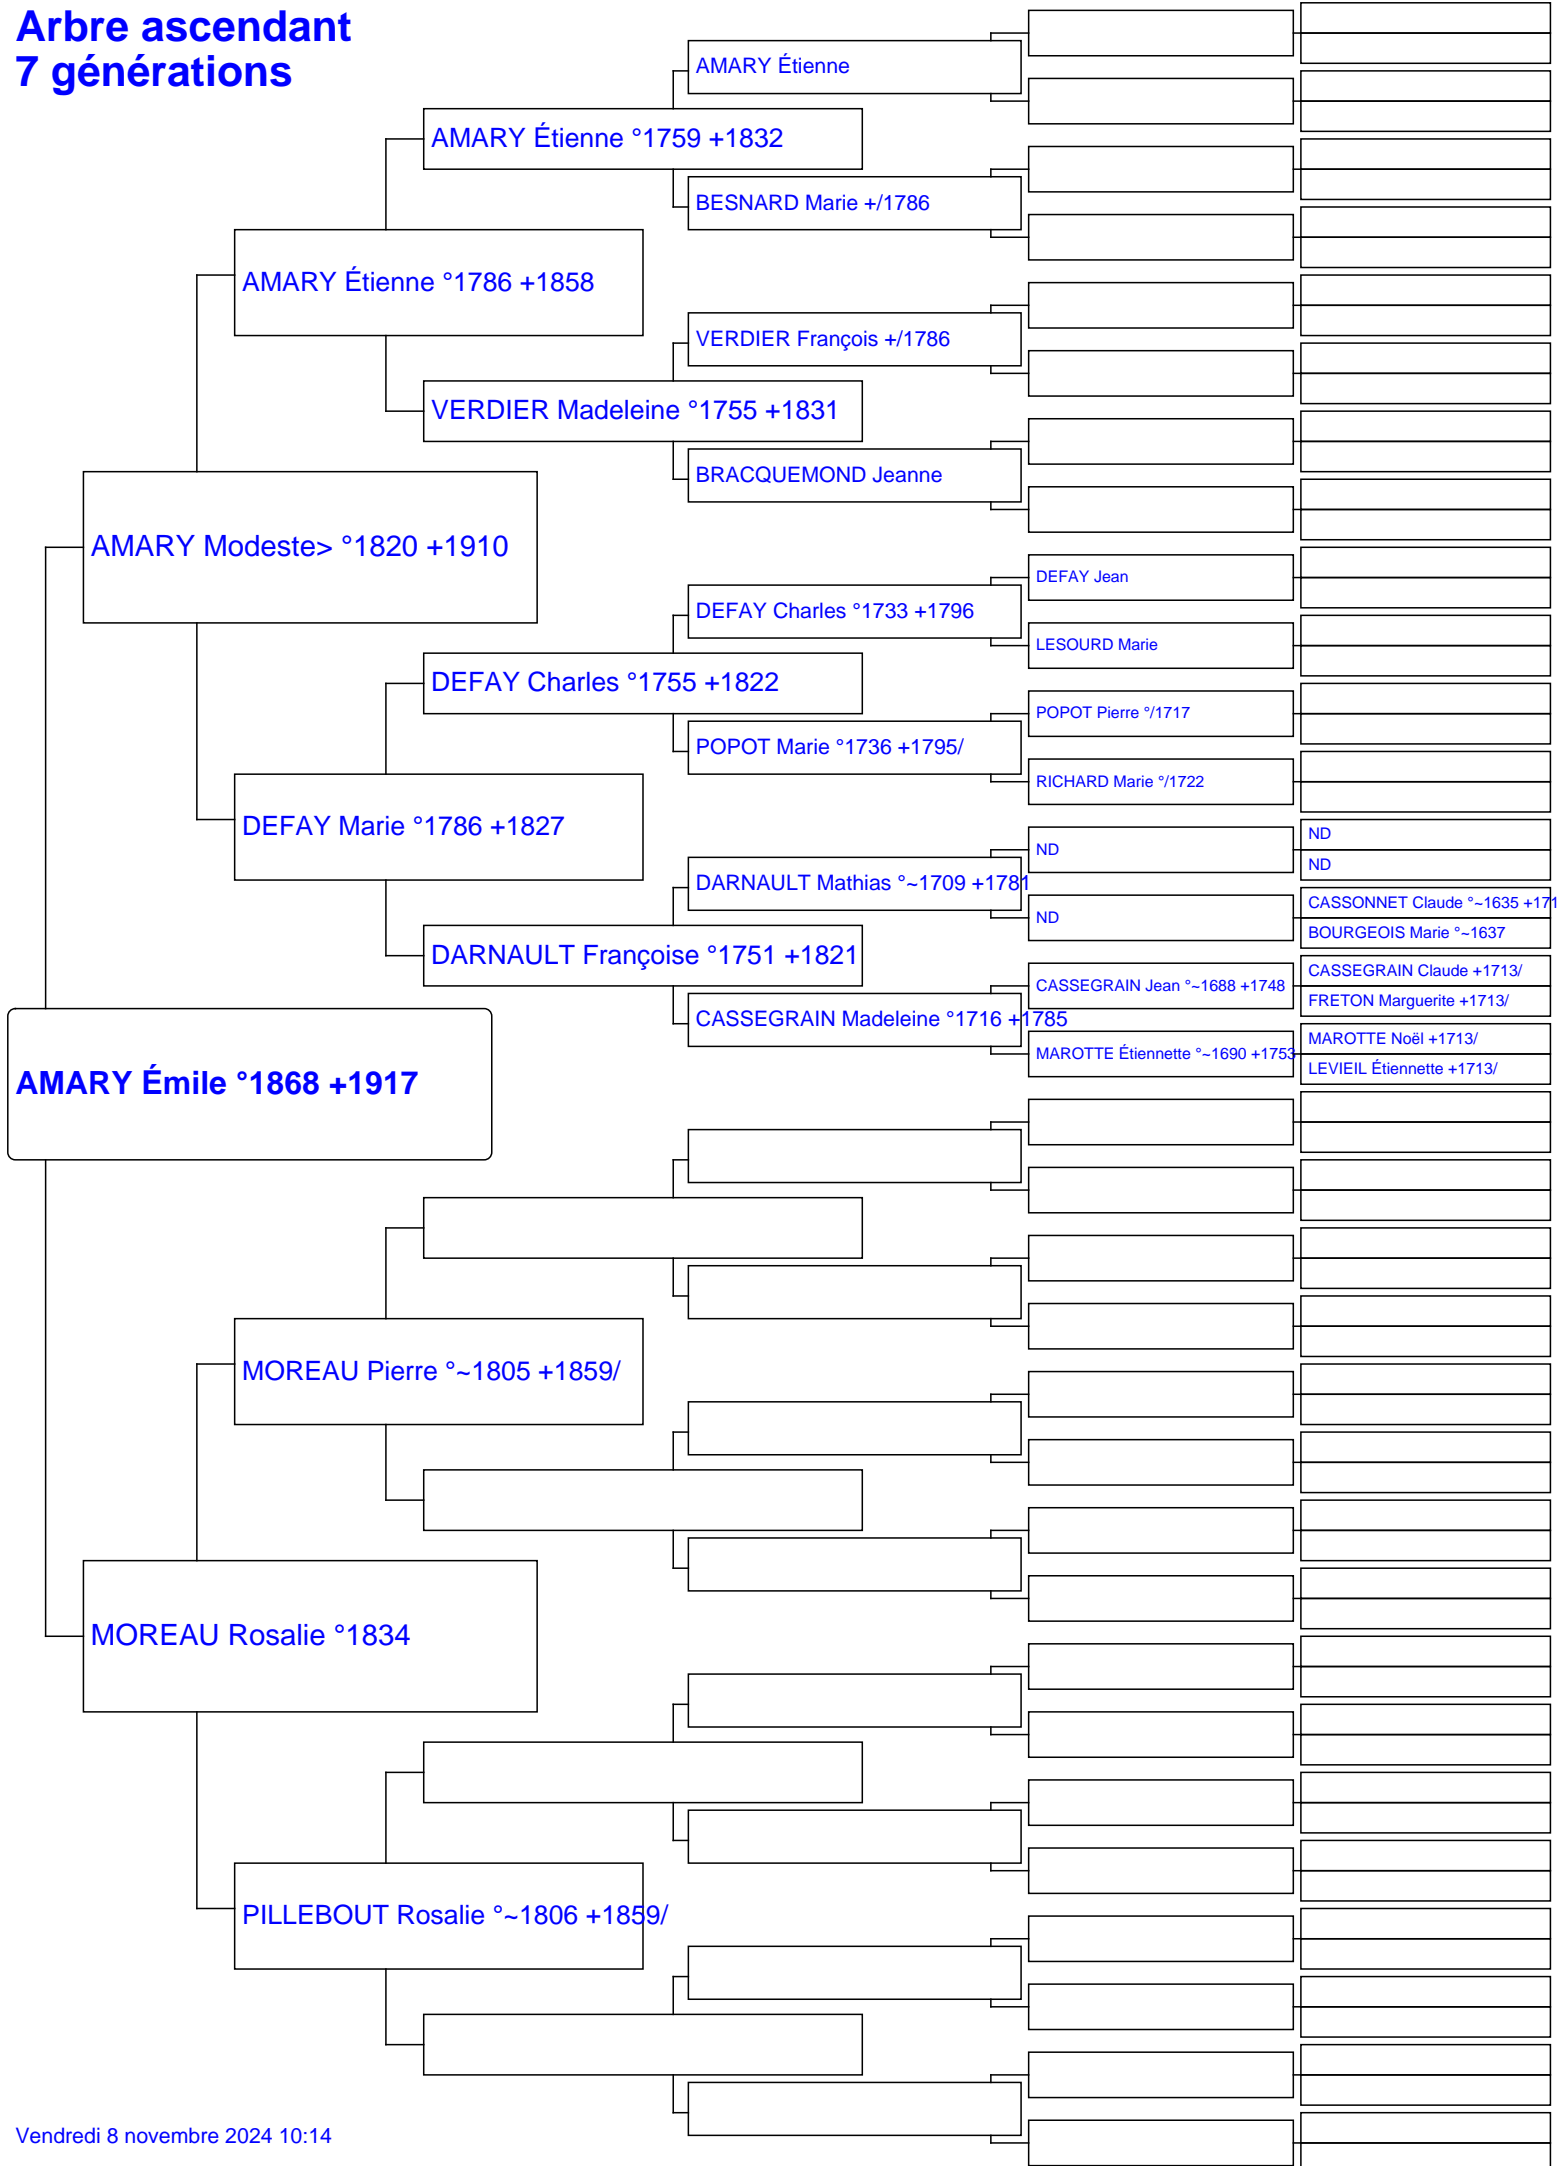 Arbre ascendant
7 générations
AMARY Étienne
AMARY Étienne °1759 +1832
BESNARD Marie +/1786
AMARY Étienne °1786 +1858
VERDIER François +/1786
VERDIER Madeleine °1755 +1831
BRACQUEMOND Jeanne
AMARY Modeste> °1820 +1910
DEFAY Jean
DEFAY Charles °1733 +1796
LESOURD Marie
DEFAY Charles °1755 +1822
POPOT Pierre °/1717
POPOT Marie °1736 +1795/
RICHARD Marie °/1722
DEFAY Marie °1786 +1827
ND
ND
ND
DARNAULT Mathias °~1709 +1781
CASSONNET Claude °~1635 +171
ND
BOURGEOIS Marie °~1637
DARNAULT Françoise °1751 +1821
CASSEGRAIN Claude +1713/
CASSEGRAIN Jean °~1688 +1748
FRETON Marguerite +1713/
CASSEGRAIN Madeleine °1716 +1785
MAROTTE Noël +1713/
MAROTTE Étiennette °~1690 +1753
LEVIEIL Étiennette +1713/
AMARY Émile °1868 +1917
MOREAU Pierre °~1805 +1859/
MOREAU Rosalie °1834
PILLEBOUT Rosalie °~1806 +1859/
Vendredi 8 novembre 2024 10:14